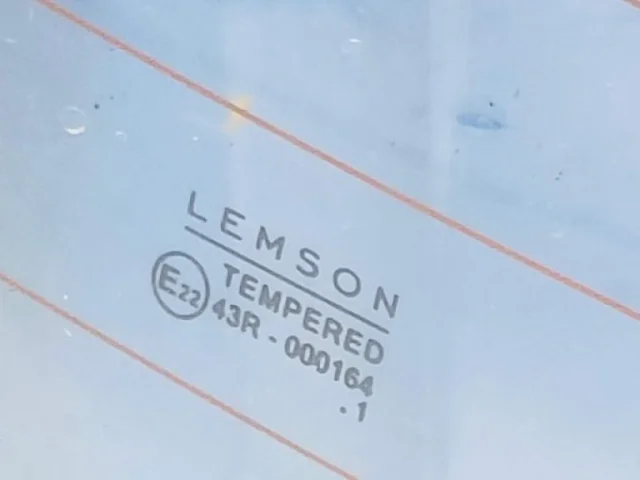 LEMSON
TEMPERED
E22
43R - 000164
. 1